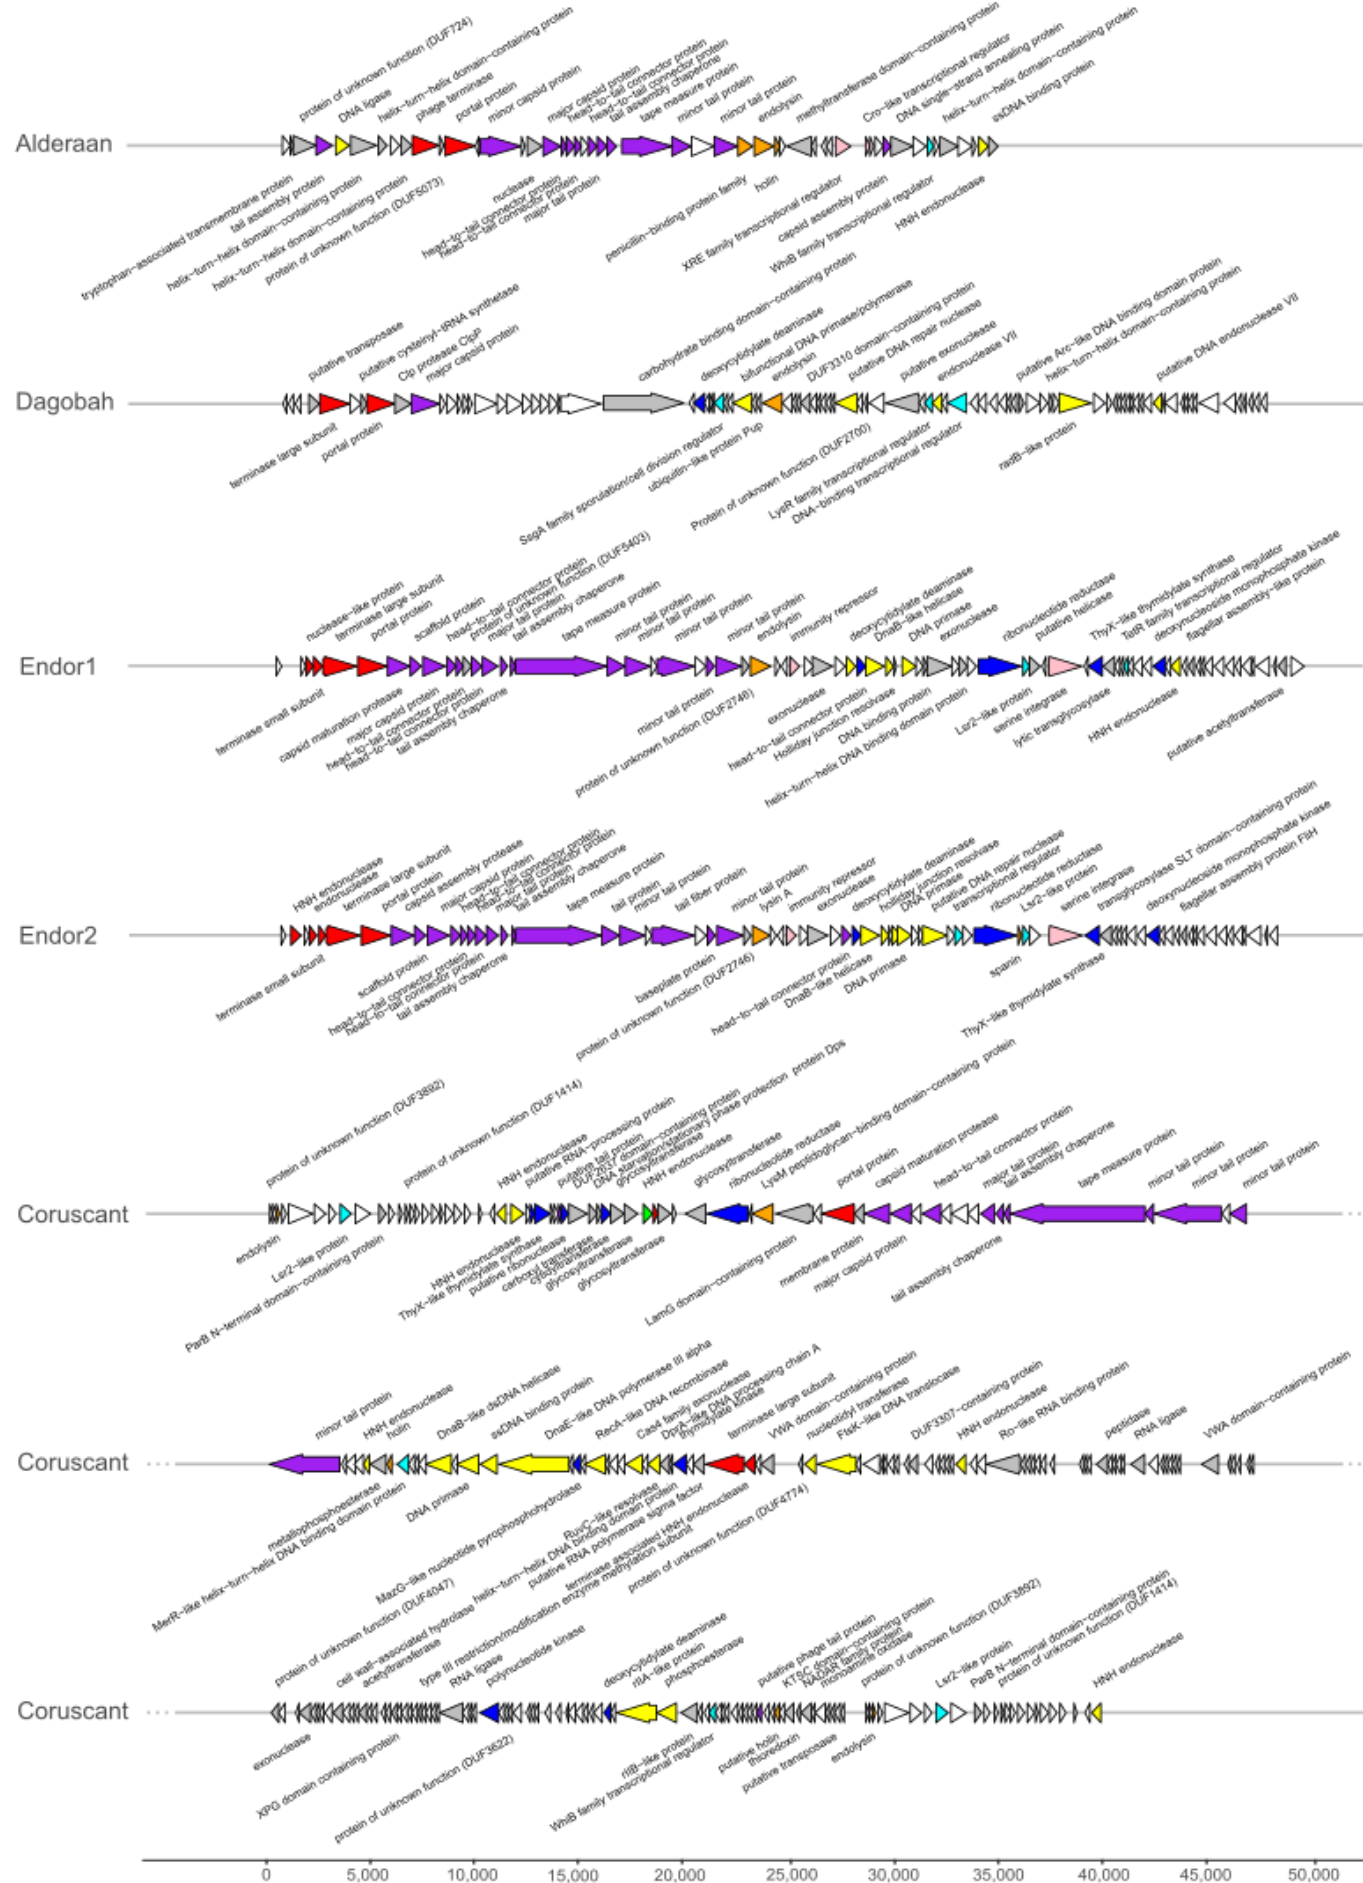 protein of unknown function (DUF724)
DNA ligase
helix-turn-helix domain-containing protein
phage terminase
portal protein
minor capsid protein
major capsid protein
head-to-tail connector protein
head-to-tail connector protein
tail assembly chaperone
tape measure protein
minor tail protein
minor tail protein
endolysin
methyltransferase domain-containing protein
Cro-like transcriptional regulator
DNA single-strand annealing protein
helix-turn-helix domain-containing protein
ssDNA binding protein
Alderaan
tryptophan-associated transmembrane protein
tail assembly protein
helix-turn-helix domain-containing protein
helix-turn-helix domain-containing protein
protein of unknown function (DUF5073)
nuclease
head-to-tail connector protein
head-to-tail connector protein
major tail protein
penicillin-binding protein family
holin
XRE family transcriptional regulator
capsid assembly protein
WhiB family transcriptional regulator
HNH endonuclease
putative transposase
putative cysteinyl-tRNA synthetase
Clp protease ClpP
major capsid protein
carbohydrate binding domain-containing protein
deoxycytidylate deaminase
bifunctional DNA primase/polymerase
endolysin
DUF3310 domain-containing protein
putative DNA repair nuclease
putative exonuclease
endonuclease VII
putative Arc-like DNA binding domain protein
helix-turn-helix domain-containing protein
putative DNA endonuclease VII
Dagobah
terminase large subunit
portal protein
SsgA family sporulation/cell division regulator
ubiquitin-like protein Pup
Protein of unknown function (DUF2700)
LysR family transcriptional regulator
DNA-binding transcriptional regulator
radB-like protein
nuclease-like protein
terminase large subunit
portal protein
scaffold protein
head-to-tail connector protein
protein of unknown function (DUF5403)
major tail protein
tail assembly chaperone
tape measure protein
minor tail protein
minor tail protein
minor tail protein
minor tail protein
endolysin
immunity repressor
deoxycytidylate deaminase
DnaB-like helicase
DNA primase
exonuclease
ribonucleotide reductase
putative helicase
ThyX-like thymidylate synthase
TetR family transcriptional regulator
deoxynucleoside monophosphate kinase
flagellar assembly-like protein
Endor1
terminase small subunit
capsid maturation protease
major capsid protein
head-to-tail connector protein
head-to-tail connector protein
tail assembly chaperone
minor tail protein
protein of unknown function (DUF2746)
exonuclease
head-to-tail connector protein
Holliday junction resolvase
DNA binding protein
helix-turn-helix DNA binding domain protein
Lsr2-like protein
serine integrase
lytic transglycosylase
HNH endonuclease
putative acetyltransferase
HNH endonuclease
endonuclease
terminase large subunit
portal protein
capsid assembly protease
major capsid protein
head-to-tail connector protein
head-to-tail connector protein
major tail protein
tail assembly chaperone
tape measure protein
tail protein
minor tail protein
tail fiber protein
minor tail protein
lysin A
immunity repressor
exonuclease
deoxycytidylate deaminase
holliday junction resolvase
DNA primase
putative DNA repair nuclease
transcriptional regulator
ribonucleotide reductase
Lsr2-like protein
serine integrase
transglycosylase SLT domain-containing protein
deoxynucleoside monophosphate kinase
flagellar assembly protein FliH
Endor2
terminase small subunit
scaffold protein
head-to-tail connector protein
head-to-tail connector protein
tail assembly chaperone
baseplate protein
protein of unknown function (DUF2746)
head-to-tail connector protein
DnaB-like helicase
DNA primase
spanin
ThyX-like thymidylate synthase
protein of unknown function (DUF3892)
protein of unknown function (DUF1414)
HNH endonuclease
putative RNA-processing protein
putative tail protein
DUF2637 domain-containing protein
DNA starvation/stationary phase protection protein Dps
glycosyltransferase
HNH endonuclease
glycosyltransferase
ribonucleotide reductase
LysM peptidoglycan-binding domain-containing protein
portal protein
capsid maturation protease
head-to-tail connector protein
major tail protein
tail assembly chaperone
tape measure protein
minor tail protein
minor tail protein
minor tail protein
Coruscant
endolysin
Lsr2-like protein
ParB N-terminal domain-containing protein
HNH endonuclease
ThyX-like thymidylate synthase
putative ribonuclease
carboxyl transferase
cytidyltransferase
glycosyltransferase
glycosyltransferase
LamG domain-containing protein
membrane protein
major capsid protein
tail assembly chaperone
minor tail protein
HNH endonuclease
holin
DnaB-like dsDNA helicase
ssDNA binding protein
DnaE-like DNA polymerase III alpha
RecA-like DNA recombinase
Cas4 family exonuclease
DprA-like DNA processing chain A
thymidylate kinase
terminase large subunit
VWA domain-containing protein
nucleotidyl transferase
FtsK-like DNA translocase
DUF3307-containing protein
HNH endonuclease
Ro-like RNA binding protein
peptidase
RNA ligase
VWA domain-containing protein
Coruscant
metallophosphoesterase
MerR-like helix-turn-helix DNA binding domain protein
DNA primase
MazG-like nucleotide pyrophosphohydrolase
RuvC-like resolvase
helix-turn-helix DNA binding domain protein
putative RNA polymerase sigma factor
terminase associated HNH endonuclease
protein of unknown function (DUF4774)
protein of unknown function (DUF4047)
cell wall-associated hydrolase
acetyltransferase
type III restriction/modification enzyme methylation subunit
RNA ligase
polynucleotide kinase
deoxycytidylate deaminase
rIIA-like protein
phosphoesterase
putative phage tail protein
KTSC domain-containing protein
NADAR family protein
monoamine oxidase
protein of unknown function (DUF3892)
Lsr2-like protein
ParB N-terminal domain-containing protein
protein of unknown function (DUF1414)
HNH endonuclease
Coruscant
exonuclease
XPG domain containing protein
protein of unknown function (DUF3622)
rIIB-like protein
WhiB family transcriptional regulator
putative holin
thioredoxin
putative transposase
endolysin
0 5,000 10,000 15,000 20,000 25,000 30,000 35,000 40,000 45,000 50,000